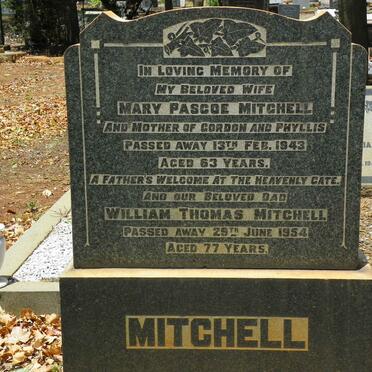 In Loving Memory of
My Beloved Wife
Mary Pascoe Mitchell
and Mother of Gordon and Phyllis
Passed away 13th Feb. 1943
Aged 63 years.
A Father's welcome at the Heavenly Gate.
and our Beloved Dad
William Thomas Mitchell
Passed away 29th June 1954
Aged 77 years.
MITCHELL